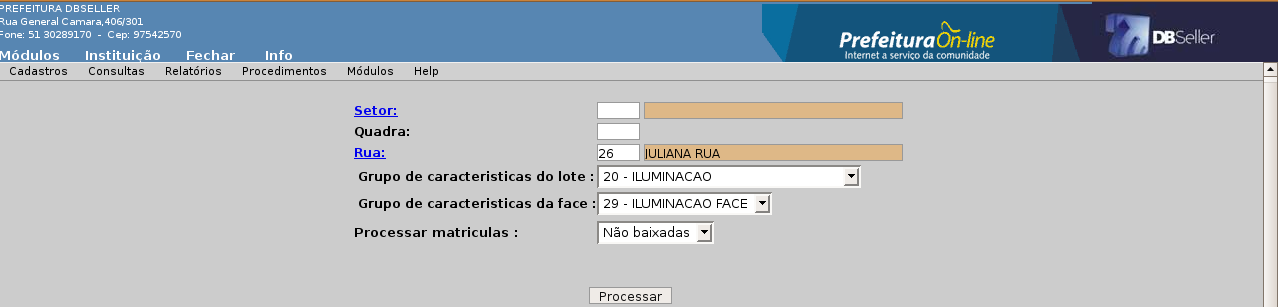 PREFEITURA DBSELLER
Rua General Camara,406/301
Fone: 51 30289170 - Cep: 97542570
Prefeitura On-line
Internet a serviço da comunidade
DBSeller
Módulos Instituição Fechar Info
Cadastros Consultas Relatórios Procedimentos Módulos Help
Setor:
Quadra:
Rua: 26 JULIANA RUA
Grupo de caracteristicas do lote : 20 - ILUMINACAO
Grupo de caracteristicas da face : 29 - ILUMINACAO FACE
Processar matriculas : Não baixadas
Processar